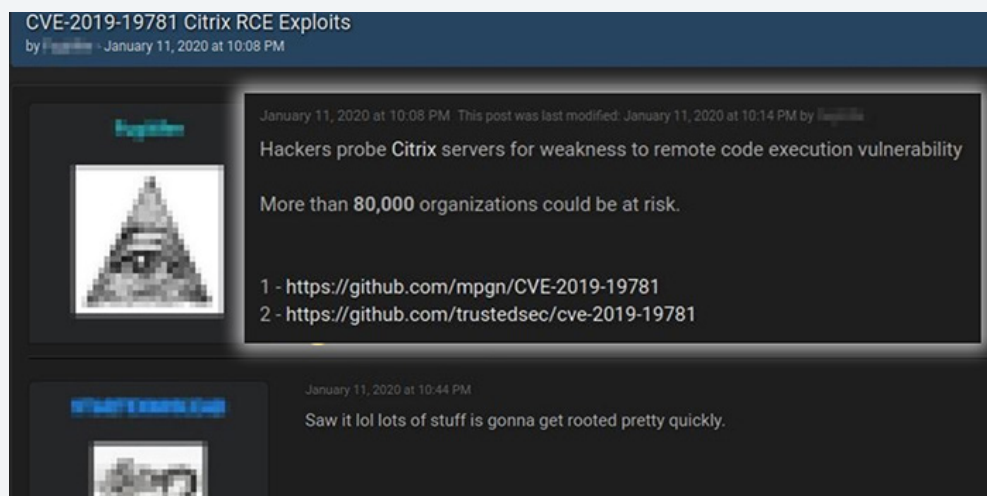 CVE-2019-19781 Citrix RCE Exploits
by - January 11, 2020 at 10:08 PM
January 11, 2020 at 10:08 PM This post was last modified: January 11, 2020 at 10:14 PM by
Hackers probe Citrix servers for weakness to remote code execution vulnerability
More than 80,000 organizations could be at risk.
1 - https://github.com/mpgn/CVE-2019-19781
2 - https://github.com/trustedsec/cve-2019-19781
January 11, 2020 at 10:44 PM
Saw it lol lots of stuff is gonna get rooted pretty quickly.